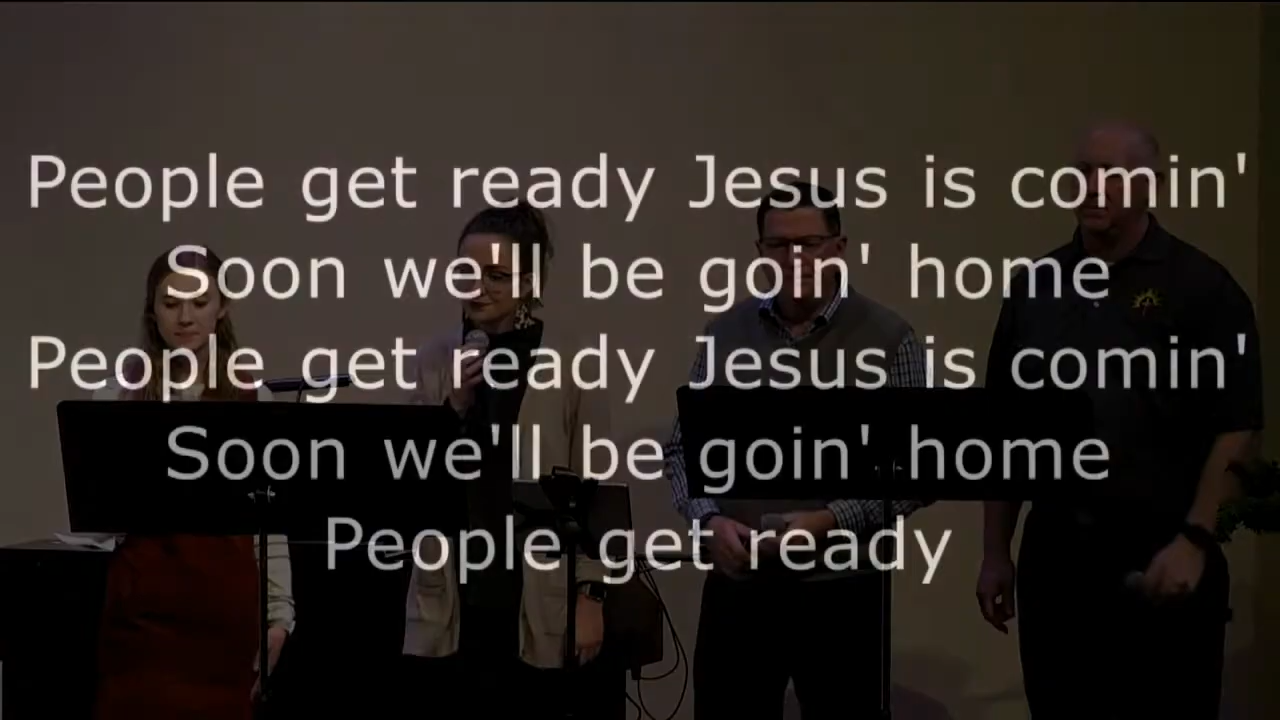 People get ready Jesus is comin'
Soon we'll be goin' home
People get ready Jesus is comin'
Soon we'll be goin' home
People get ready